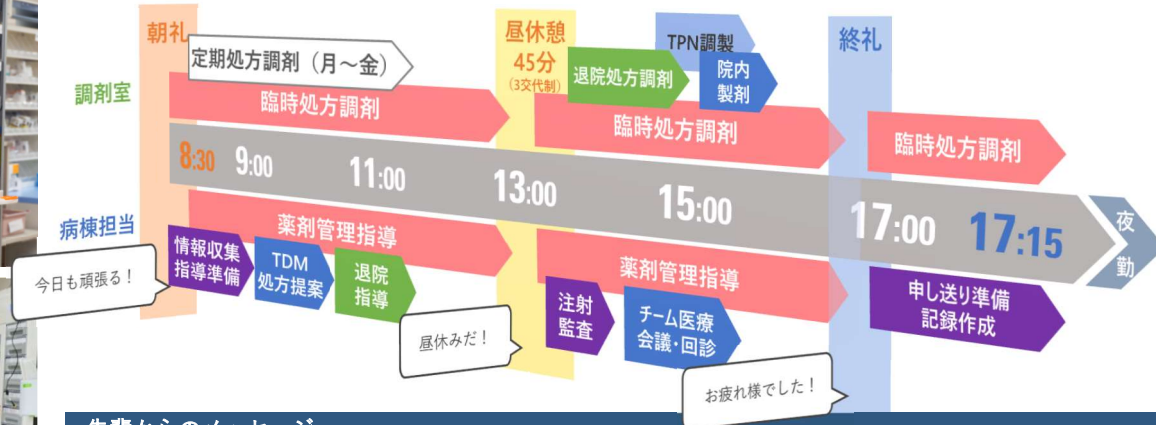 朝礼
昼休憩
45分
(3交代制)
TPN調製
終礼
定期処方調剤（月～金）
退院処方調剤
院内
製剤
調剤室
臨時処方調剤
臨時処方調剤
臨時処方調剤
8:30
9:00
11:00
13:00
15:00
17:00
17:15
夜
勤
病棟担当
薬剤管理指導
薬剤管理指導
情報収集
指導準備
TDM
処方提案
退院
指導
注射
監査
チーム医療
会議・回診
申し送り準備
記録作成
今日も頑張る！
昼休みだ！
お疲れ様でした！